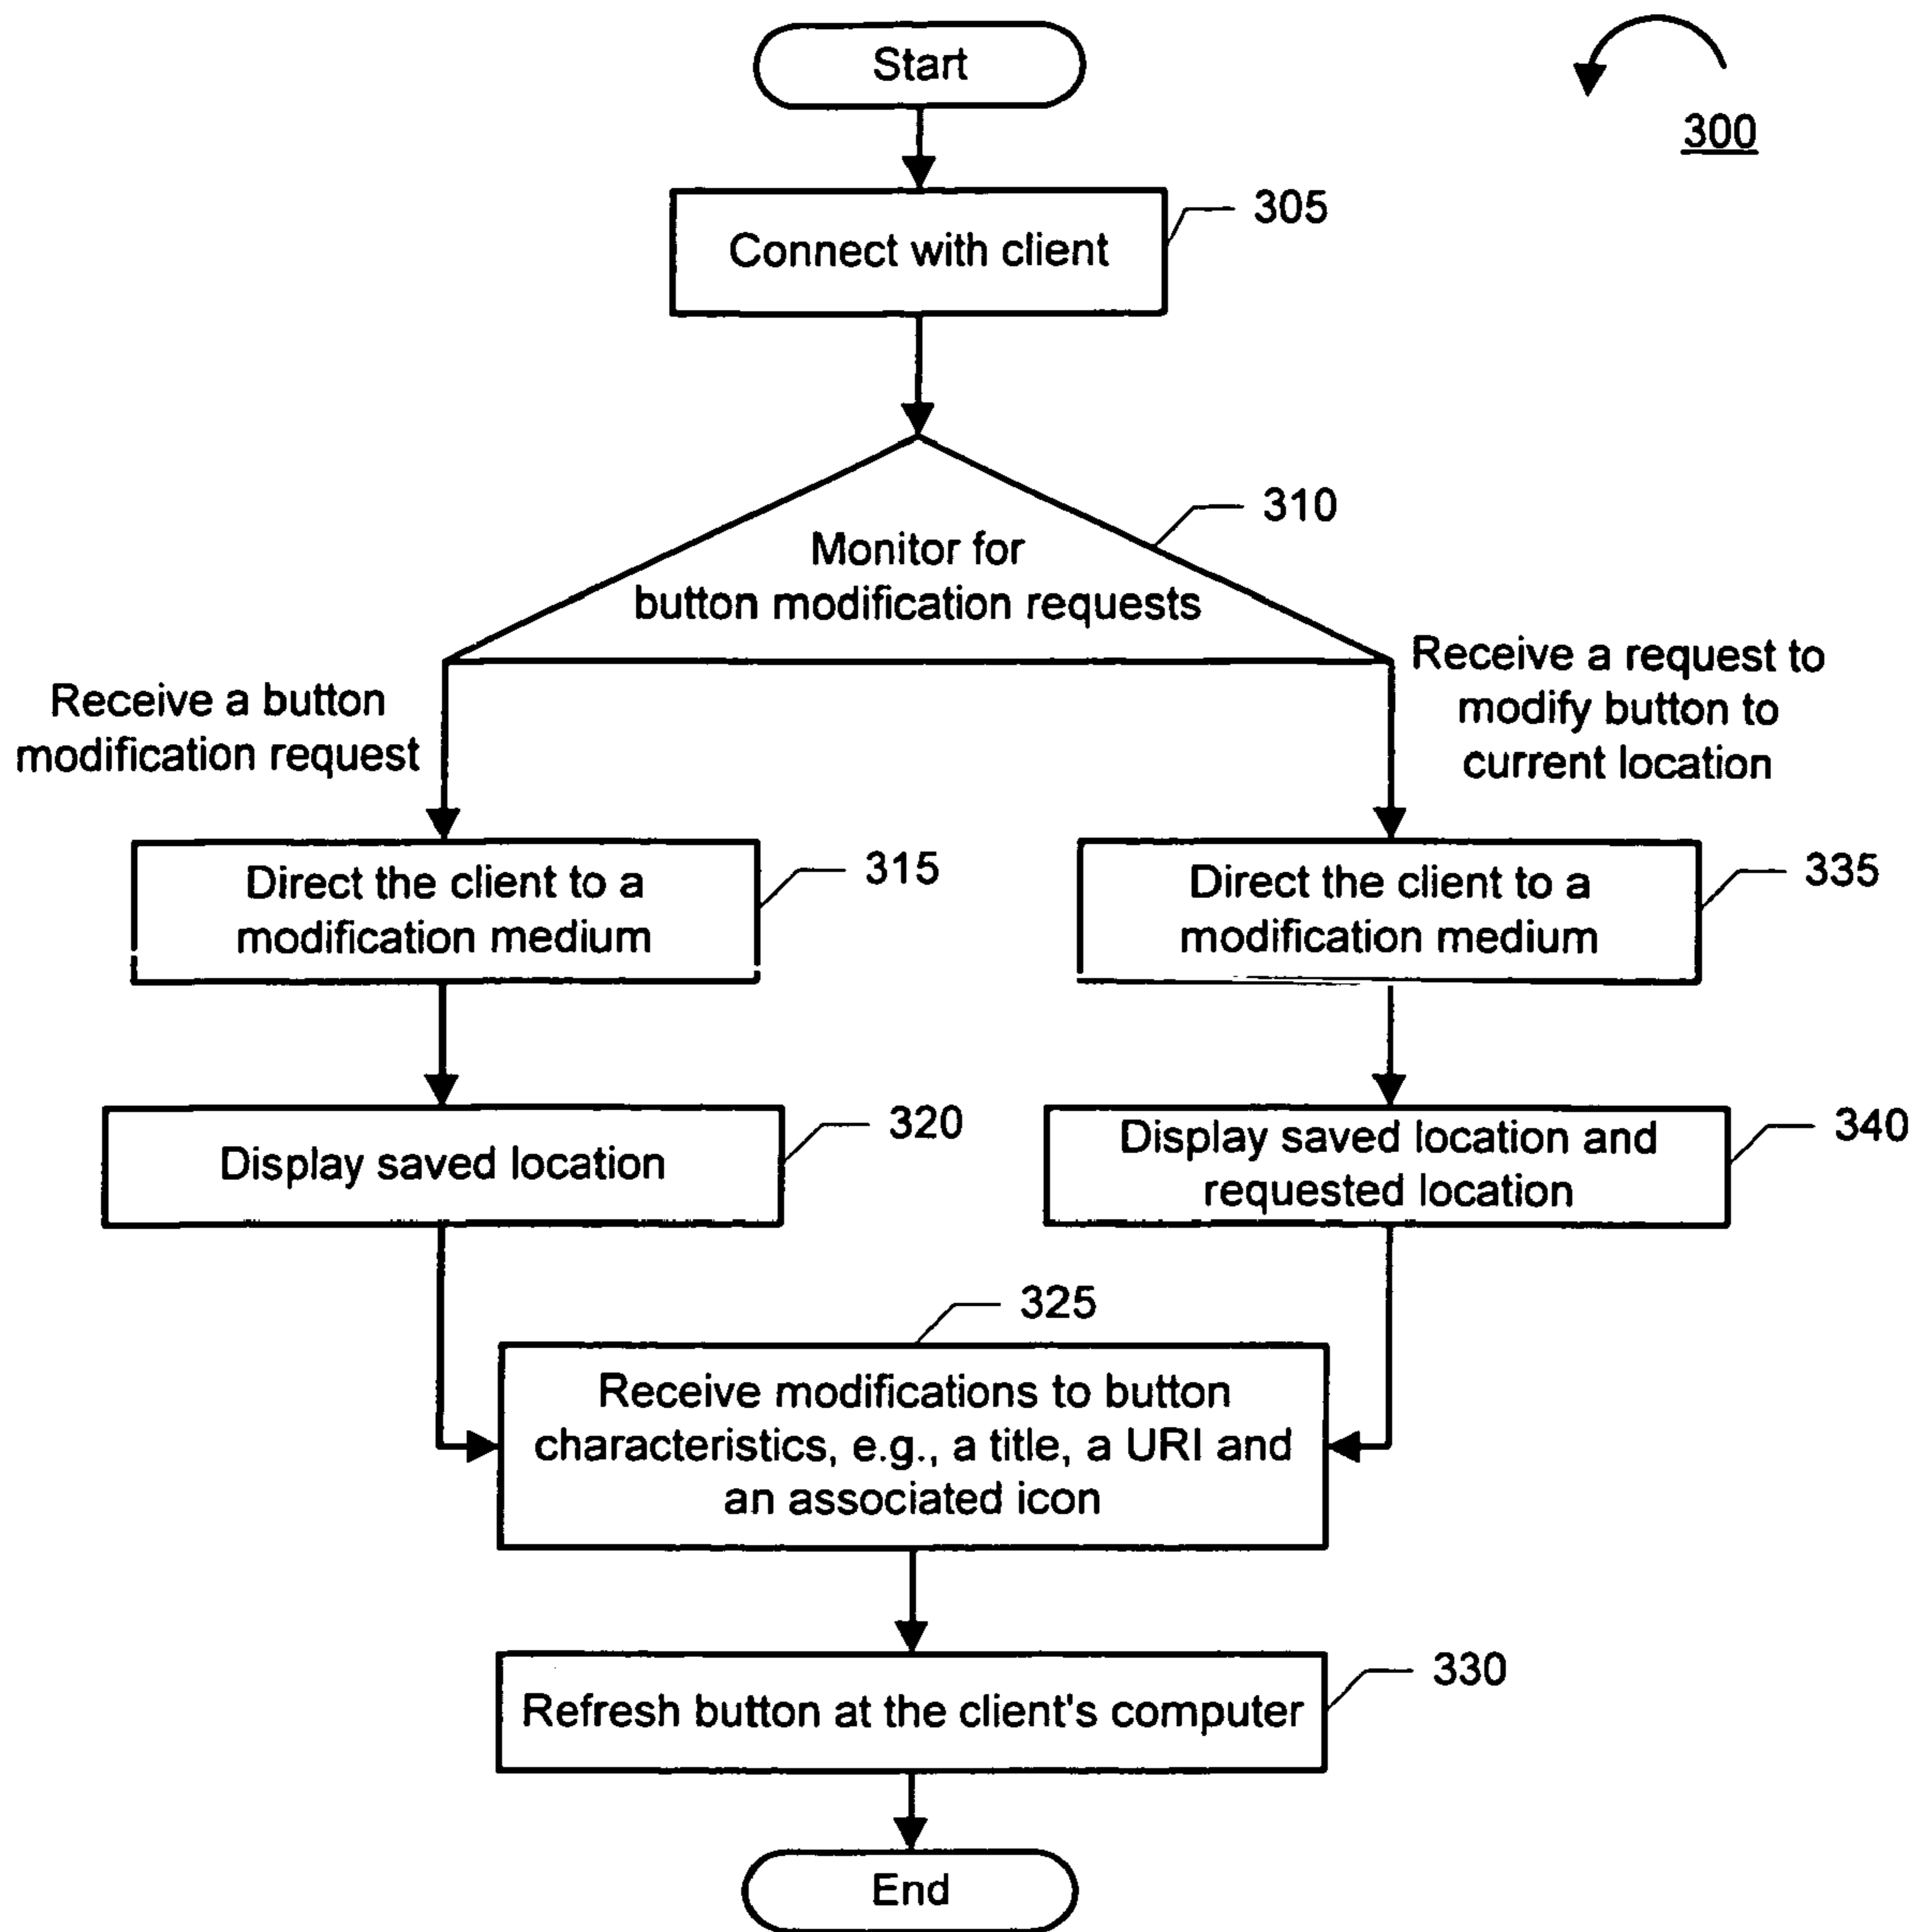 Start
300
Connect with client
305
310
Monitor for
button modification requests
Receive a button
modification request
Receive a request to
modify button to
current location
Direct the client to a
modification medium
315
Direct the client to a
modification medium
335
Display saved location
320
Display saved location and
requested location
340
325
Receive modifications to button
characteristics, e.g., a title, a URI and
an associated icon
Refresh button at the client's computer
330
End